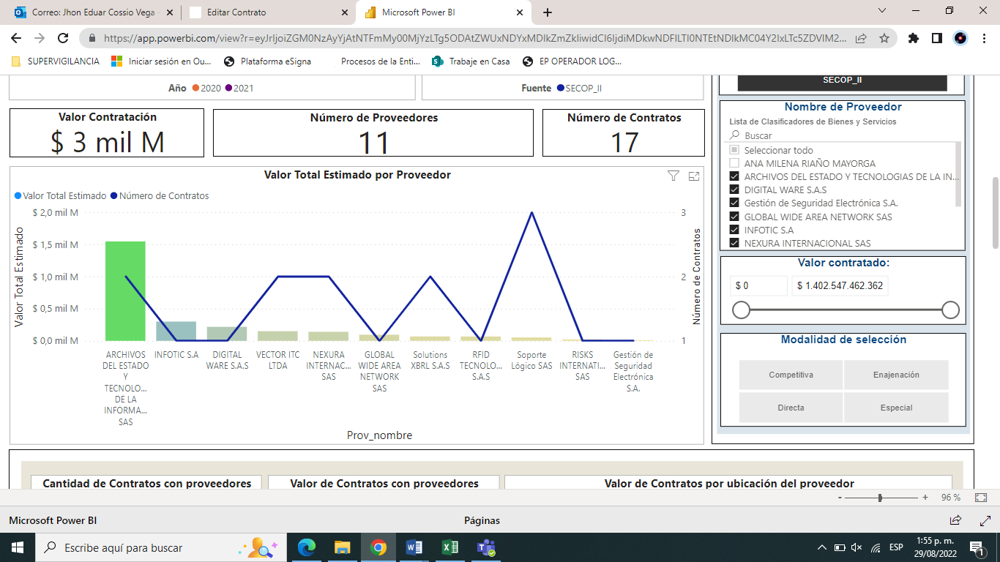 Correo: Jhon Eduar Cossio Vega
Editar Contrato
Microsoft Power BI
SUPERVIGILANCIA
Iniciar sesión en Ou...
Plataforma eSigna
Procesos de la Enti...
Trabaje en Casa
EP OPERADOR LOG...
Año 2020 2021
Fuente SECOP_II
SECOP_II
Valor Contratación
$ 3 mil M
Número de Proveedores
11
Número de Contratos
17
Valor Total Estimado por Proveedor
Valor Total Estimado Número de Contratos
Valor Total Estimado
$ 2,0 mil M
$ 1,5 mil M
$ 1,0 mil M
$ 0,5 mil M
$ 0,0 mil M
3
2
1
Número de Contratos
ARCHIVOS
DEL ESTADO
Y
TECNOLO...
DE LA
INFORMA...
SAS
INFOTIC S.A
DIGITAL
WARE S.A.S
VECTOR ITC
LTDA
NEXURA
INTERNAC...
SAS
GLOBAL
WIDE AREA
NETWORK
SAS
Solutions
XBRL S.A.S
RFID
TECNOLO...
S.A.S
Soporte
Lógico SAS
RISKS
INTERNATI...
SAS
Gestión de
Seguridad
Electrónica
S.A.
Prov_nombre
Nombre de Proveedor
Lista de Clasificadores de Bienes y Servicios
Buscar
Seleccionar todo
ANA MILENA RIAÑO MAYORGA
ARCHIVOS DEL ESTADO Y TECNOLOGIAS DE LA IN...
DIGITAL WARE S.A.S
Gestión de Seguridad Electrónica S.A.
GLOBAL WIDE AREA NETWORK SAS
INFOTIC S.A
NEXURA INTERNACIONAL SAS
Valor contratado:
$ 0
$ 1.402.547.462.362
Modalidad de selección
Competitiva
Enajenación
Directa
Especial
Cantidad de Contratos con proveedores
Valor de Contratos con proveedores
Valor de Contratos por ubicación del proveedor
- + 96 %
Microsoft Power BI
Páginas
Escribe aquí para buscar
ESP
1:55 p. m.
29/08/2022
1